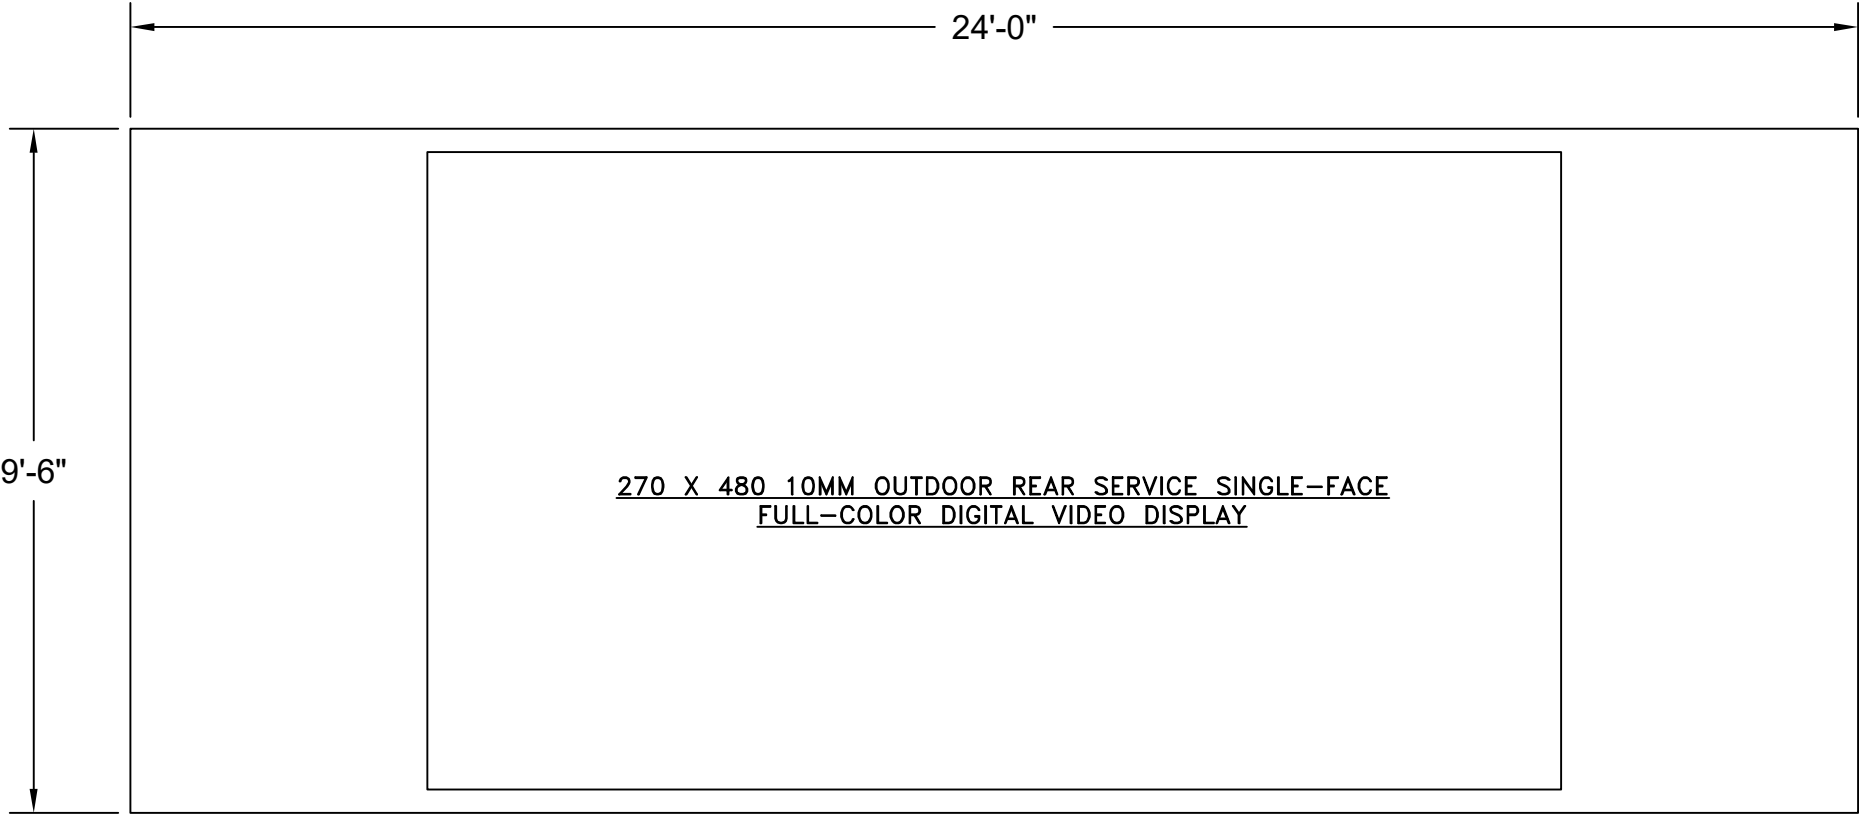 24'-0"
9'-6"
270 X 480 10MM OUTDOOR REAR SERVICE SINGLE-FACE
FULL-COLOR DIGITAL VIDEO DISPLAY